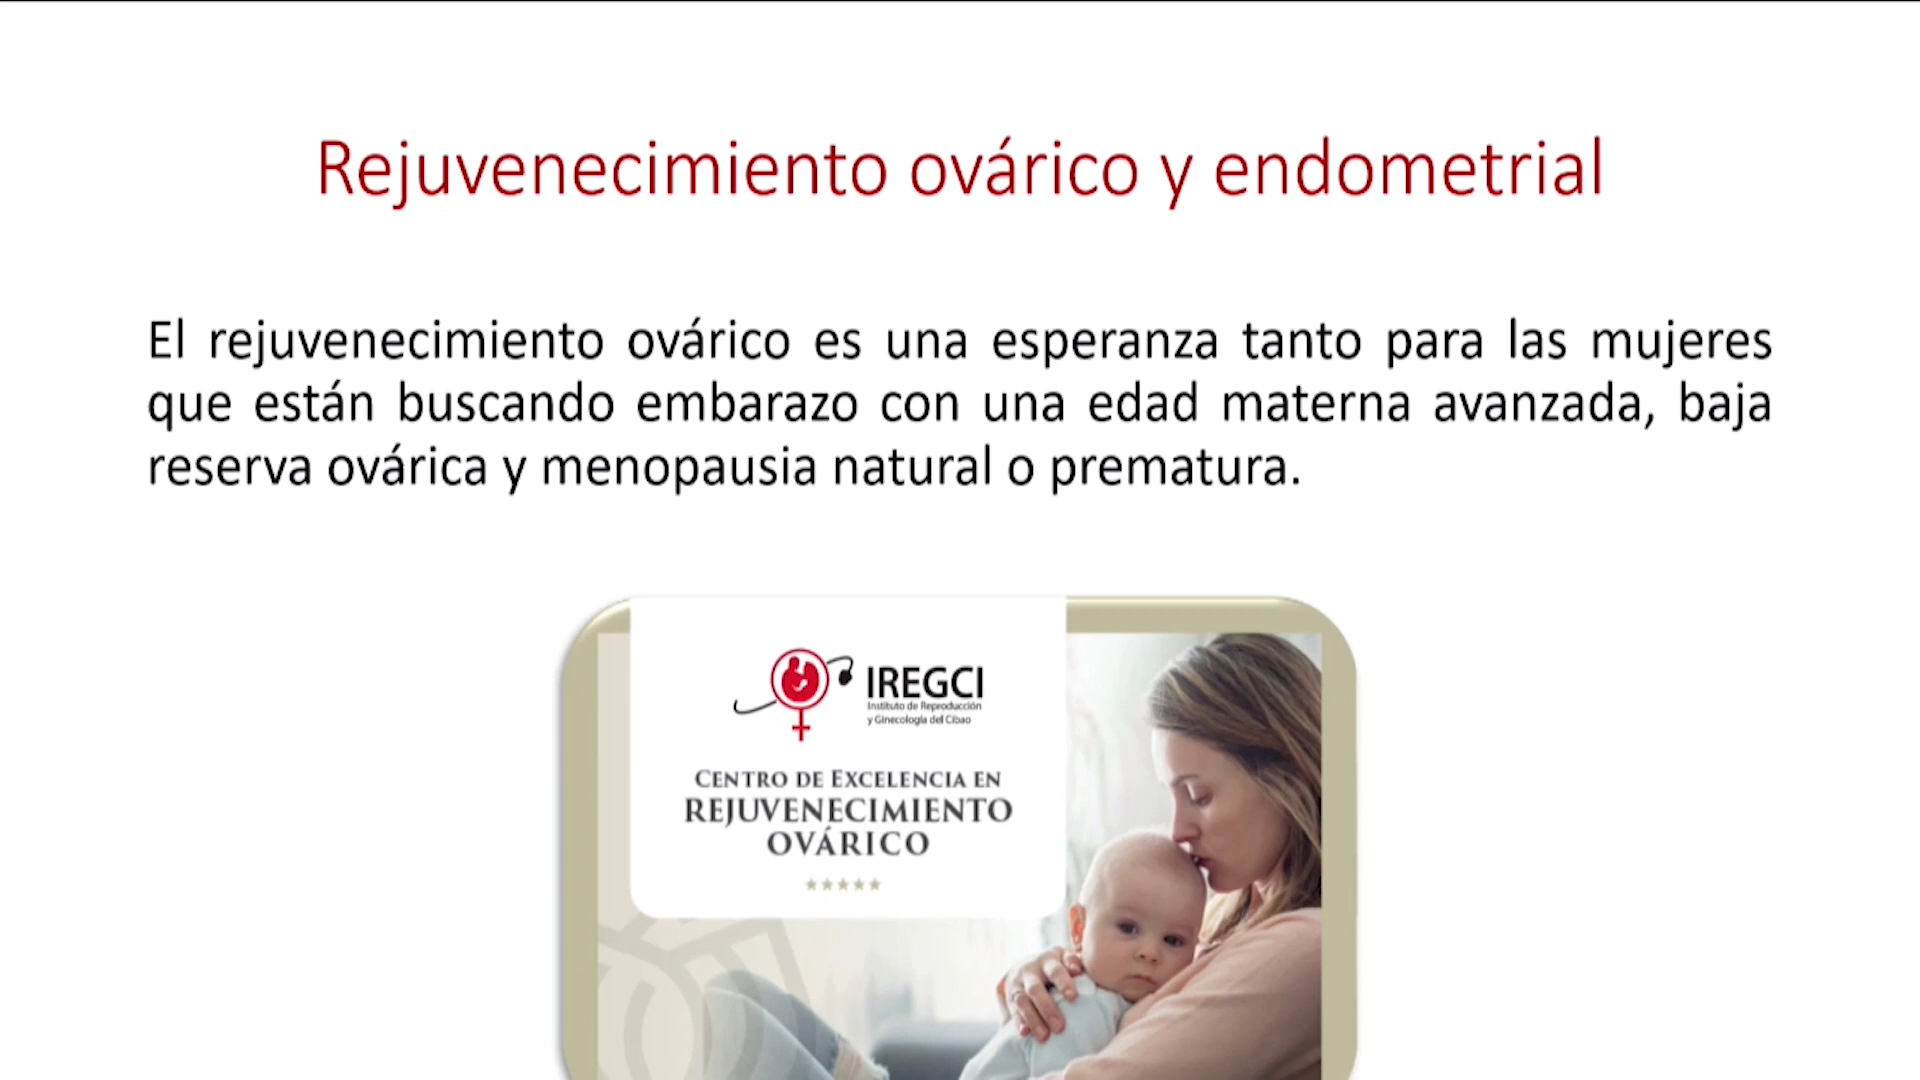 Rejuvenecimiento ovárico y endometrial
El rejuvenecimiento ovárico es una esperanza tanto para las mujeres
que están buscando embarazo con una edad materna avanzada, baja
reserva ovárica y menopausia natural o prematura.
IREGCI
Instituto de Reproducción
y Ginecología del Cibao
CENTRO DE EXCELENCIA EN
REJUVENECIMIENTO
OVÁRICO